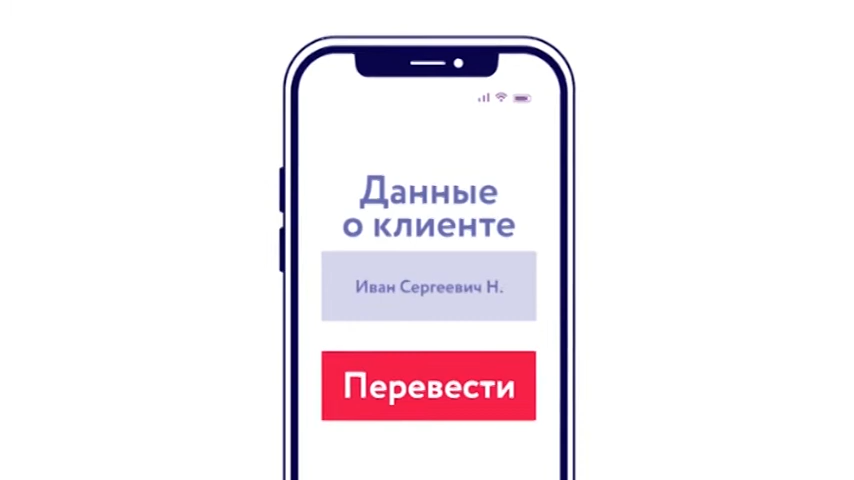 Данные
о клиенте
Иван Сергеевич Н.
Перевести